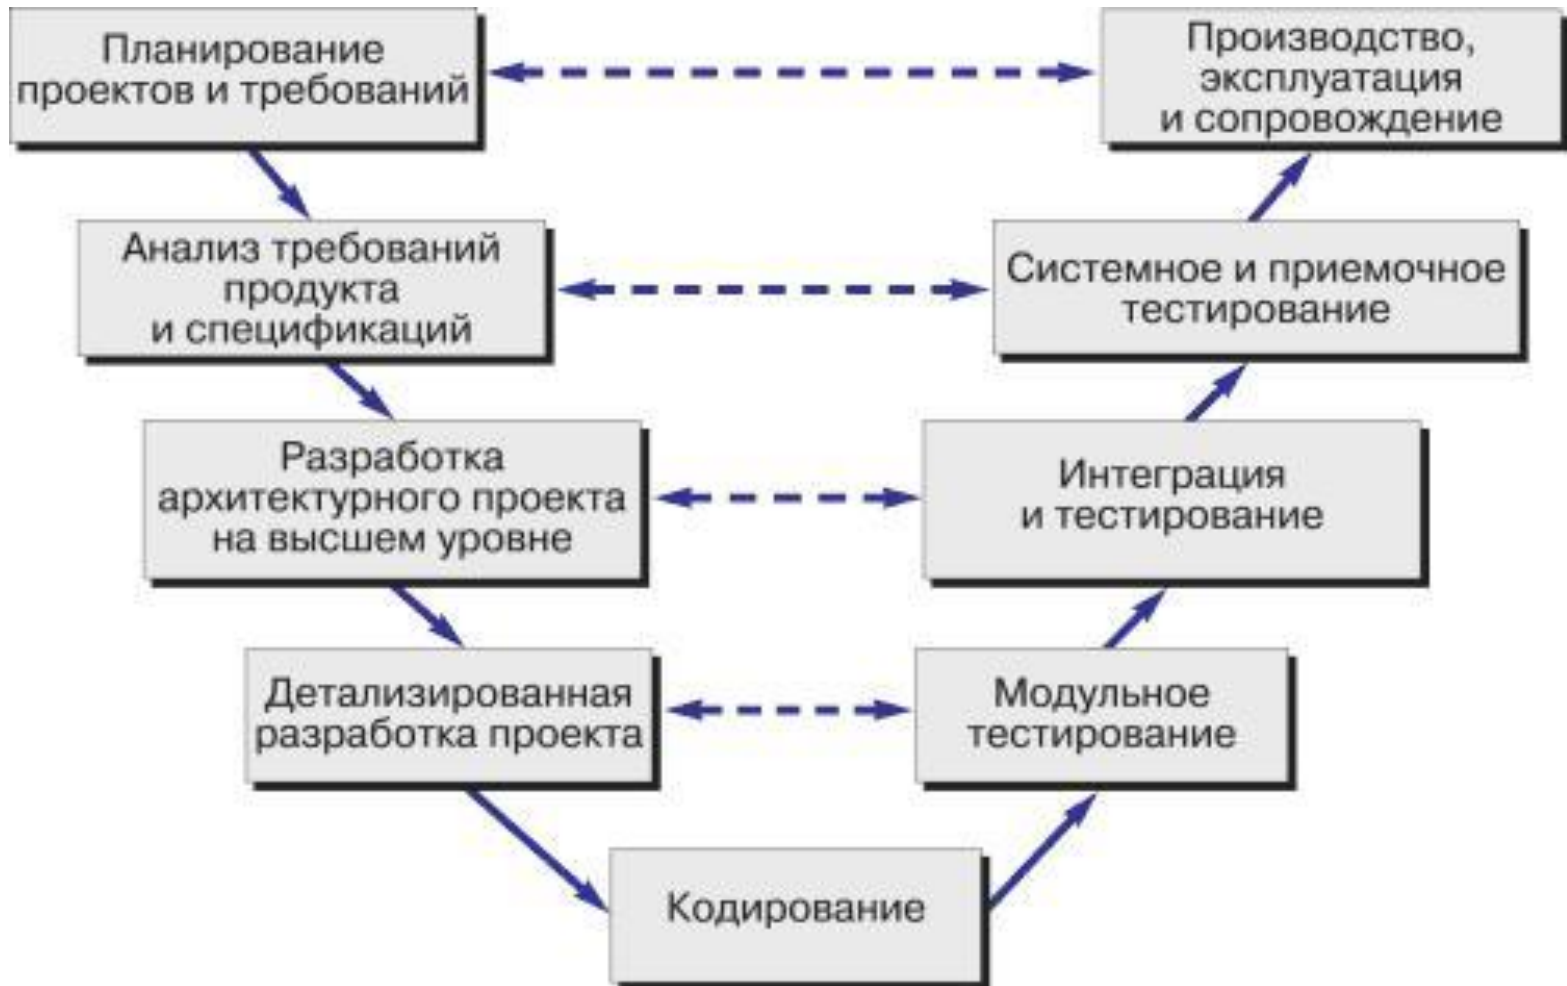 Планирование
проектов и требований
Производство,
эксплуатация
и сопровождение
Анализ требований
продукта
и спецификаций
Системное и приемочное
тестирование
Разработка
архитектурного проекта
на высшем уровне
Интеграция
и тестирование
Детализированная
разработка проекта
Модульное
тестирование
Кодирование